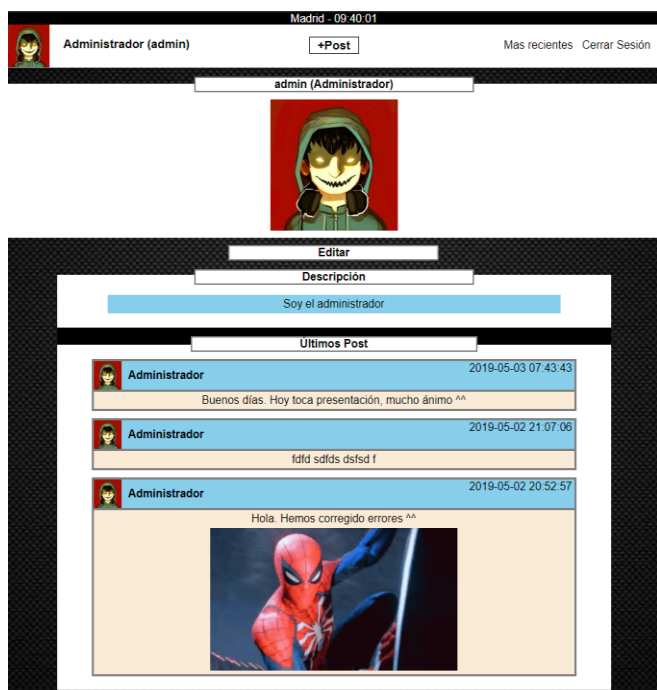 Madrid - 09:40:01
Administrador (admin)
+Post
Mas recientes
Cerrar Sesión
admin (Administrador)
Editar
Descripción
Soy el administrador
Últimos Post
Administrador
2019-05-03 07:43:43
Buenos días. Hoy toca presentación, mucho ánimo ^^
Administrador
2019-05-02 21:07:06
fdfd sdfds dsfsd f
Administrador
2019-05-02 20:52:57
Hola. Hemos corregido errores ^^